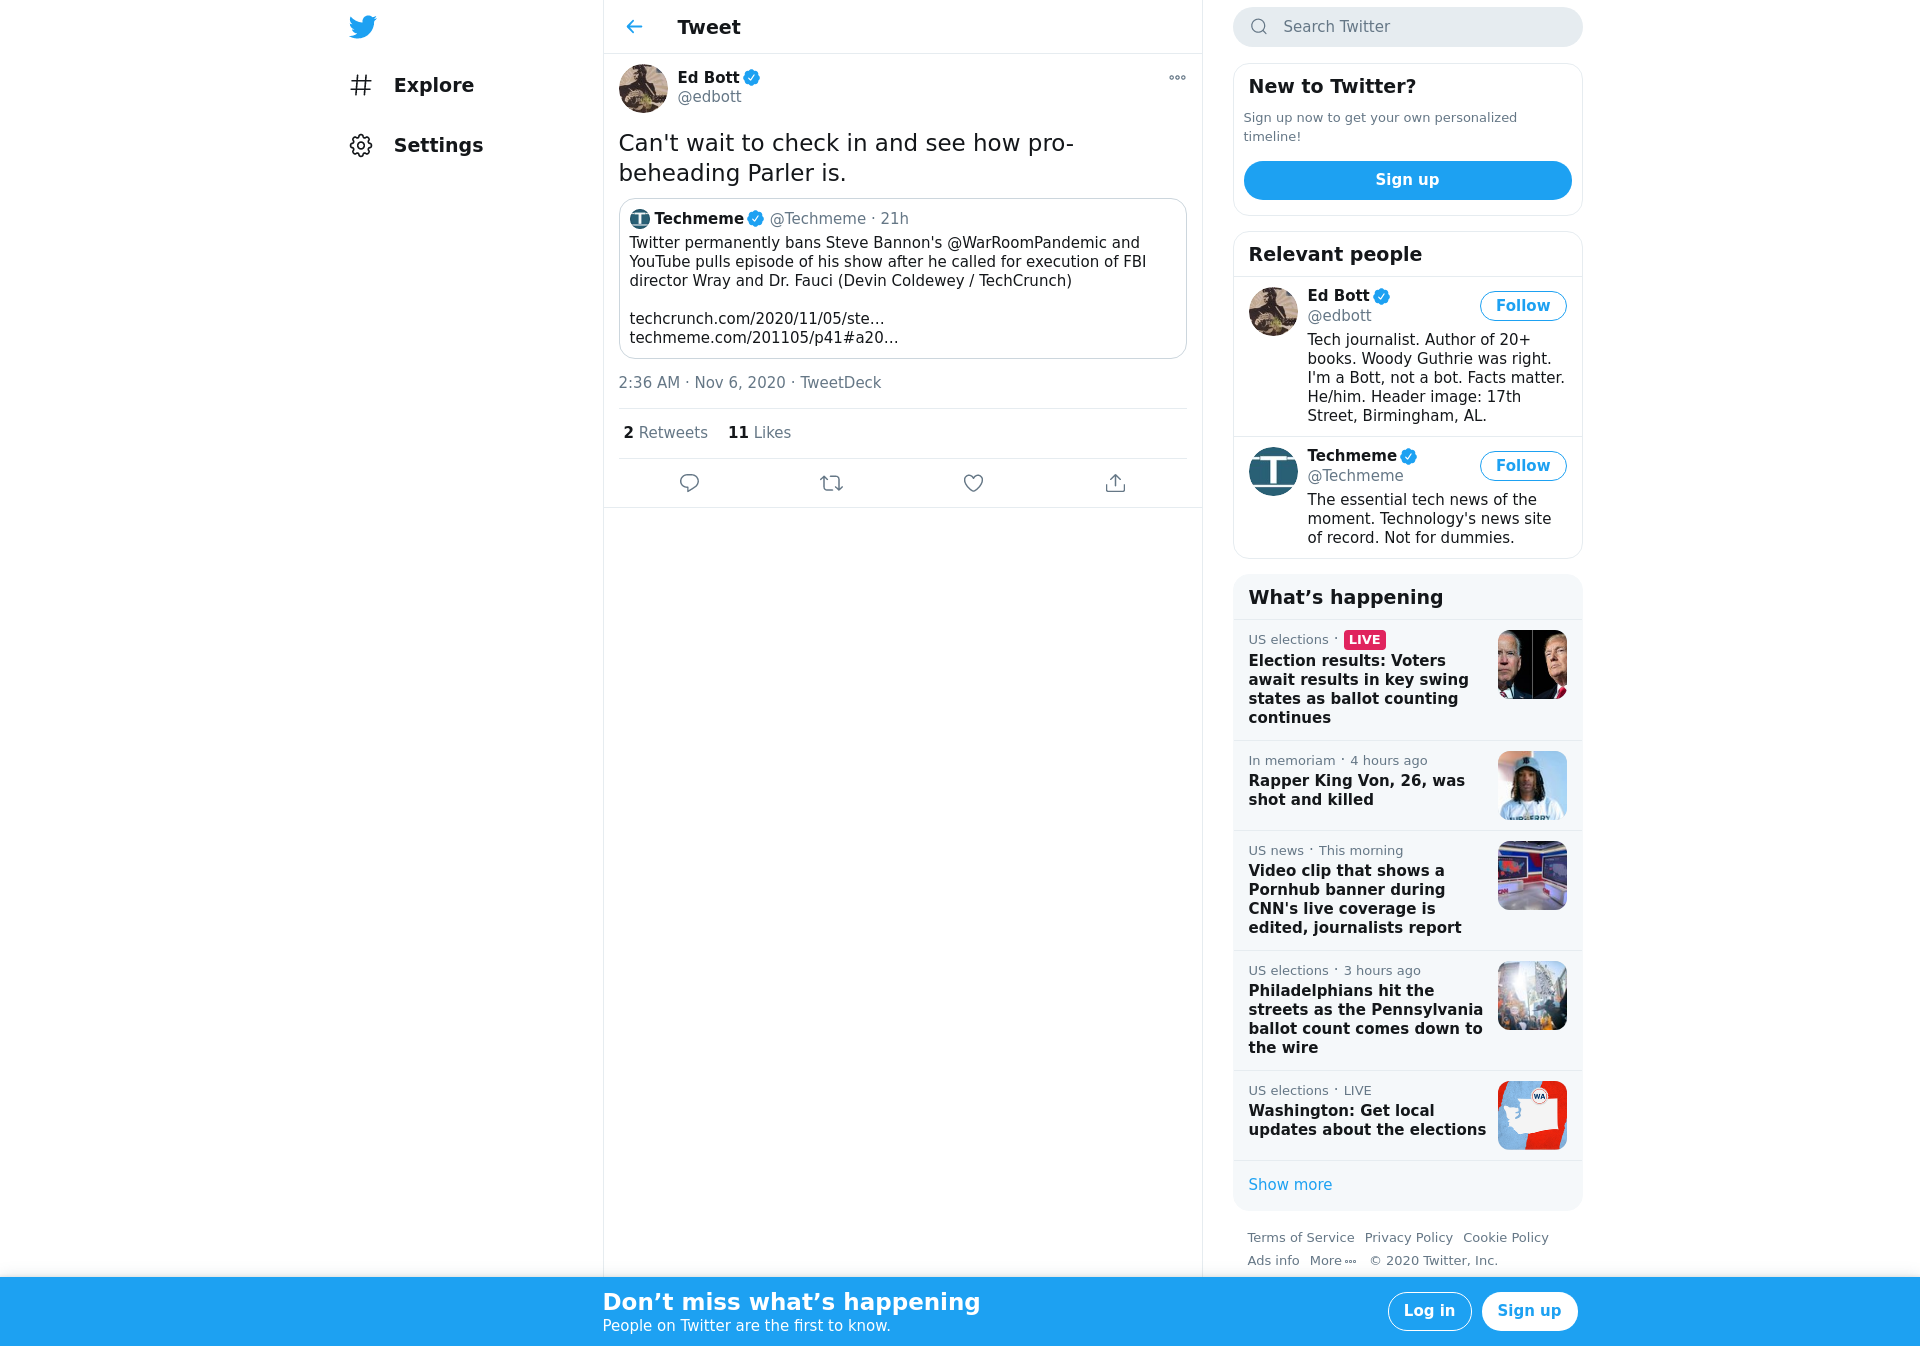 Explore
Settings
Tweet
Ed Bott
@edbott
Can't wait to check in and see how pro-
beheading Parler is.
Techmeme @Techmeme · 21h
Twitter permanently bans Steve Bannon's @WarRoomPandemic and
YouTube pulls episode of his show after he called for execution of FBI
director Wray and Dr. Fauci (Devin Coldewey / TechCrunch)
techcrunch.com/2020/11/05/ste…
techmeme.com/201105/p41#a20…
2:36 AM · Nov 6, 2020 · TweetDeck
2 Retweets 11 Likes
Search Twitter
New to Twitter?
Sign up now to get your own personalized
timeline!
Sign up
Relevant people
Ed Bott
@edbott
Follow
Tech journalist. Author of 20+
books. Woody Guthrie was right.
I'm a Bott, not a bot. Facts matter.
He/him. Header image: 17th
Street, Birmingham, AL.
Techmeme
@Techmeme
Follow
The essential tech news of the
moment. Technology's news site
of record. Not for dummies.
What's happening
US elections · LIVE
Election results: Voters
await results in key swing
states as ballot counting
continues
In memoriam · 4 hours ago
Rapper King Von, 26, was
shot and killed
US news · This morning
Video clip that shows a
Pornhub banner during
CNN's live coverage is
edited, journalists report
US elections · 3 hours ago
Philadelphians hit the
streets as the Pennsylvania
ballot count comes down to
the wire
US elections · LIVE
Washington: Get local
updates about the elections
WA
Show more
Terms of Service Privacy Policy Cookie Policy
Ads info More © 2020 Twitter, Inc.
Don't miss what's happening
People on Twitter are the first to know.
Log in
Sign up